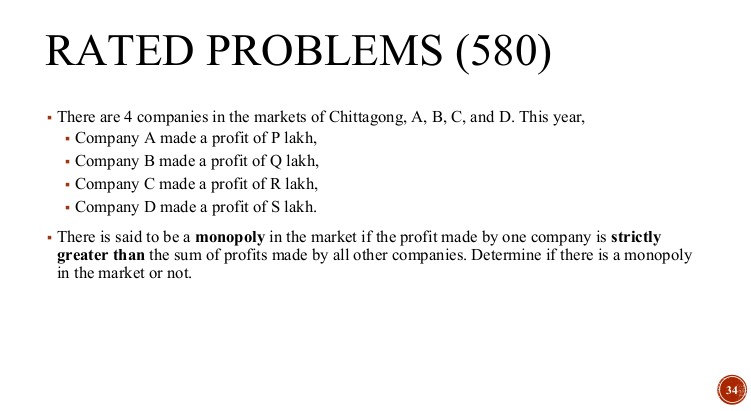 RATED PROBLEMS (580)
▪ There are 4 companies in the markets of Chittagong, A, B, C, and D. This year,
▪ Company A made a profit of P lakh,
▪ Company B made a profit of Q lakh,
▪ Company C made a profit of R lakh,
▪ Company D made a profit of S lakh.
▪ There is said to be a monopoly in the market if the profit made by one company is strictly
greater than the sum of profits made by all other companies. Determine if there is a monopoly
in the market or not.
34